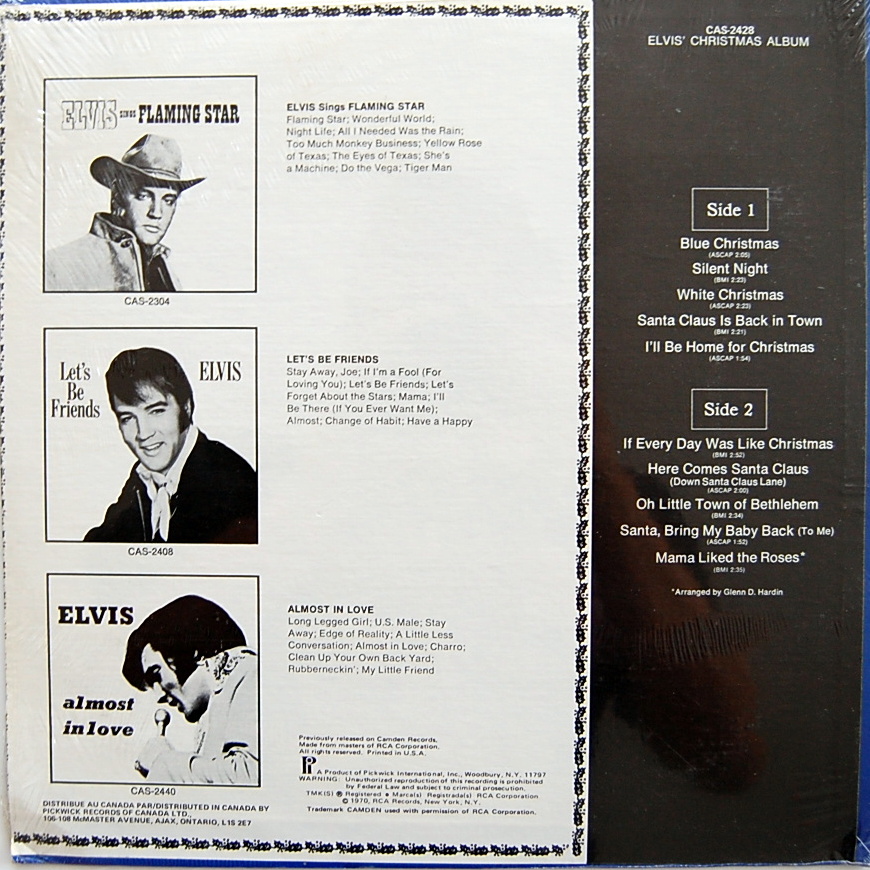 ELVIS SINGS FLAMING STAR
CAS-2304
ELVIS Sings FLAMING STAR
Flaming Star; Wonderful World;
Night Life; All I Needed Was the Rain;
Too Much Monkey Business; Yellow Rose
of Texas; The Eyes of Texas; She's
a Machine; Do the Vega; Tiger Man
Let's
Be
Friends
ELVIS
CAS-2408
LET'S BE FRIENDS
Stay Away, Joe; If I'm a Fool (For
Loving You); Let's Be Friends; Let's
Forget About the Stars; Mama; I'll
Be There (If You Ever Want Me);
Almost; Change of Habit; Have a Happy
ELVIS
almost
in love
CAS-2440
ALMOST IN LOVE
Long Legged Girl; U.S. Male; Stay
Away; Edge of Reality; A Little Less
Conversation; Almost in Love; Charro;
Clean Up Your Own Back Yard;
Rubberneckin'; My Little Friend
DISTRIBUE AU CANADA PAR/DISTRIBUTED IN CANADA BY
PICKWICK RECORDS OF CANADA LTD.,
106-108 McMASTER AVENUE, AJAX, ONTARIO, L1S 2E7
Previously released on Camden Records.
Made from masters of RCA Corporation.
All rights reserved. Printed in U.S.A.
A Product of Pickwick International, Inc., Woodbury, N.Y. 11797
WARNING: Unauthorized reproduction of this recording is prohibited
by Federal Law and subject to criminal prosecution.
TMK(S) ® Registered • Marca(s) Registrada(s) RCA Corporation
© 1970, RCA Records, New York, N.Y.
Trademark CAMDEN used with permission of RCA Corporation.
CAS-2428
ELVIS' CHRISTMAS ALBUM
Side 1
Blue Christmas
(ASCAP 2:05)
Silent Night
(BMI 2:23)
White Christmas
(ASCAP 2:23)
Santa Claus Is Back in Town
(BMI 2:21)
I'll Be Home for Christmas
(ASCAP 1:54)
Side 2
If Every Day Was Like Christmas
(BMI 2:52)
Here Comes Santa Claus
(Down Santa Claus Lane)
(ASCAP 2:00)
Oh Little Town of Bethlehem
(BMI 2:34)
Santa, Bring My Baby Back (To Me)
(ASCAP 1:52)
Mama Liked the Roses*
(BMI 2:35)
*Arranged by Glenn D. Hardin